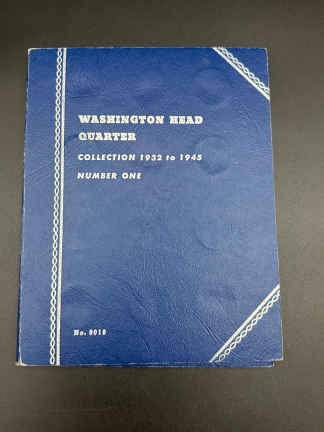 WASHINGTON HEAD
QUARTER
COLLECTION 1932 to 1945
NUMBER ONE
No. 9018